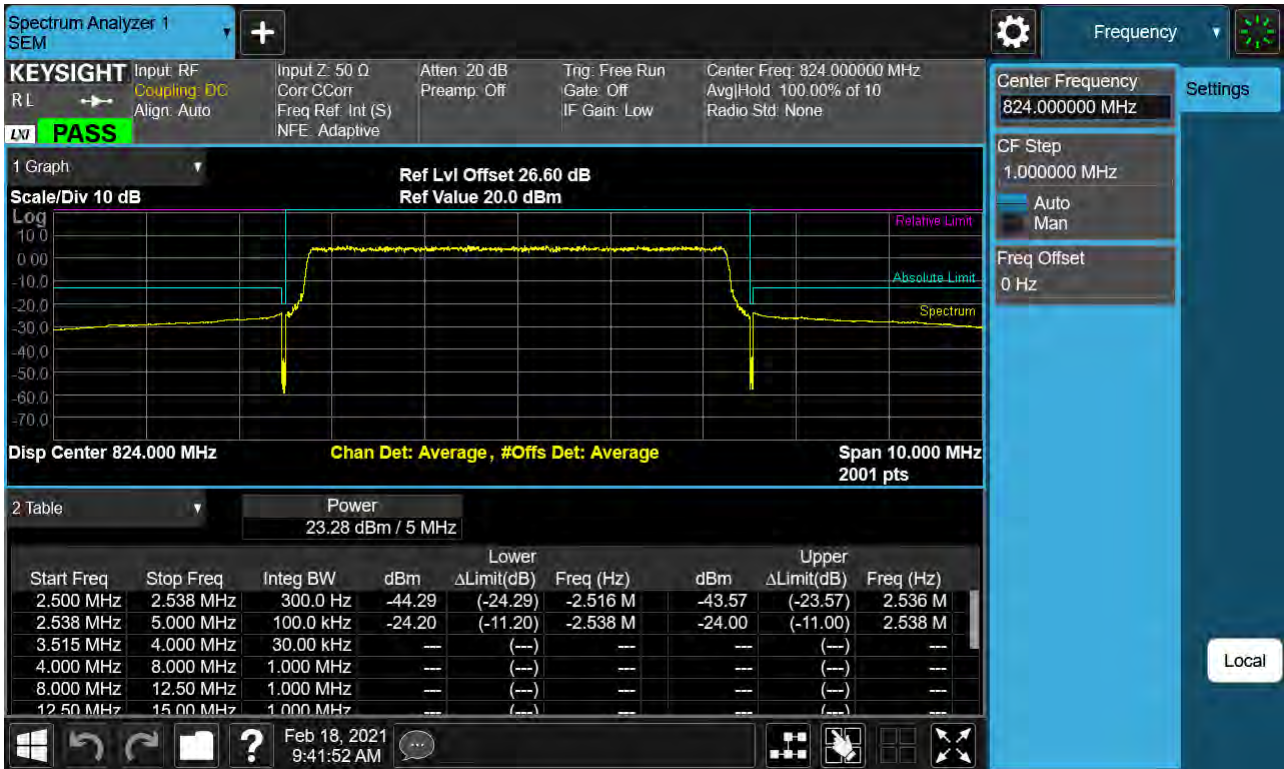 Spectrum Analyzer 1
SEM
+
Frequency
KEYSIGHT
RL
LXI
PASS
Input: RF
Coupling: DC
Align: Auto
Input Z: 50 Ω
Corr CCorr
Freq Ref: Int (S)
NFE: Adaptive
Atten: 20 dB
Preamp: Off
Trig: Free Run
Gate: Off
IF Gain: Low
Center Freq: 824.000000 MHz
Avg|Hold: 100.00% of 10
Radio Std: None
Center Frequency
824.000000 MHz
Settings
CF Step
1.000000 MHz
Auto
Man
Freq Offset
0 Hz
Local
1 Graph
Ref Lvl Offset 26.60 dB
Scale/Div 10 dB
Ref Value 20.0 dBm
Log
10.0
0.00
-10.0
-20.0
-30.0
-40.0
-50.0
-60.0
-70.0
Relative Limit
Absolute Limit
Spectrum
Disp Center 824.000 MHz
Chan Det: Average, #Offs Det: Average
Span 10.000 MHz
2001 pts
2 Table
Power
23.28 dBm / 5 MHz
Lower Upper
Start Freq Stop Freq Integ BW dBm ΔLimit(dB) Freq (Hz) dBm ΔLimit(dB) Freq (Hz)
2.500 MHz 2.538 MHz 300.0 Hz -44.29 (-24.29) -2.516 M -43.57 (-23.57) 2.536 M
2.538 MHz 5.000 MHz 100.0 kHz -24.20 (-11.20) -2.538 M -24.00 (-11.00) 2.538 M
3.515 MHz 4.000 MHz 30.00 kHz --- (---) --- --- (---) ---
4.000 MHz 8.000 MHz 1.000 MHz --- (---) --- --- (---) ---
8.000 MHz 12.50 MHz 1.000 MHz --- (---) --- --- (---) ---
12.50 MHz 15.00 MHz 1.000 MHz --- (---) --- --- (---) ---
?
Feb 18, 2021
9:41:52 AM